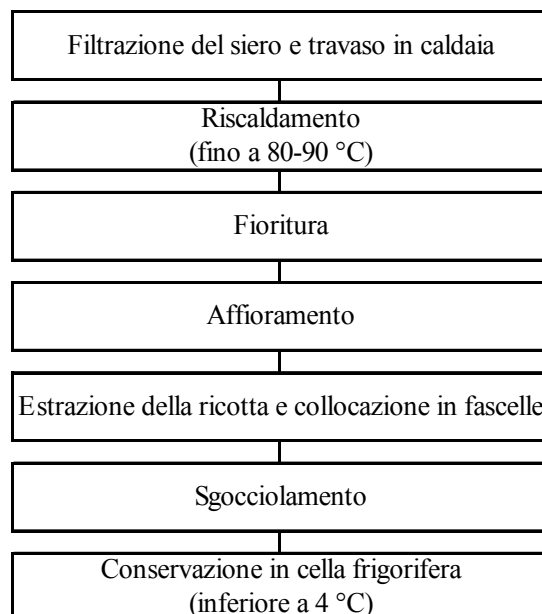 Filtrazione del siero e travaso in caldaia
Riscaldamento
(fino a 80-90 °C)
Fioritura
Affioramento
Estrazione della ricotta e collocazione in fascelle
Sgocciolamento
Conservazione in cella frigorifera
(inferiore a 4 °C)